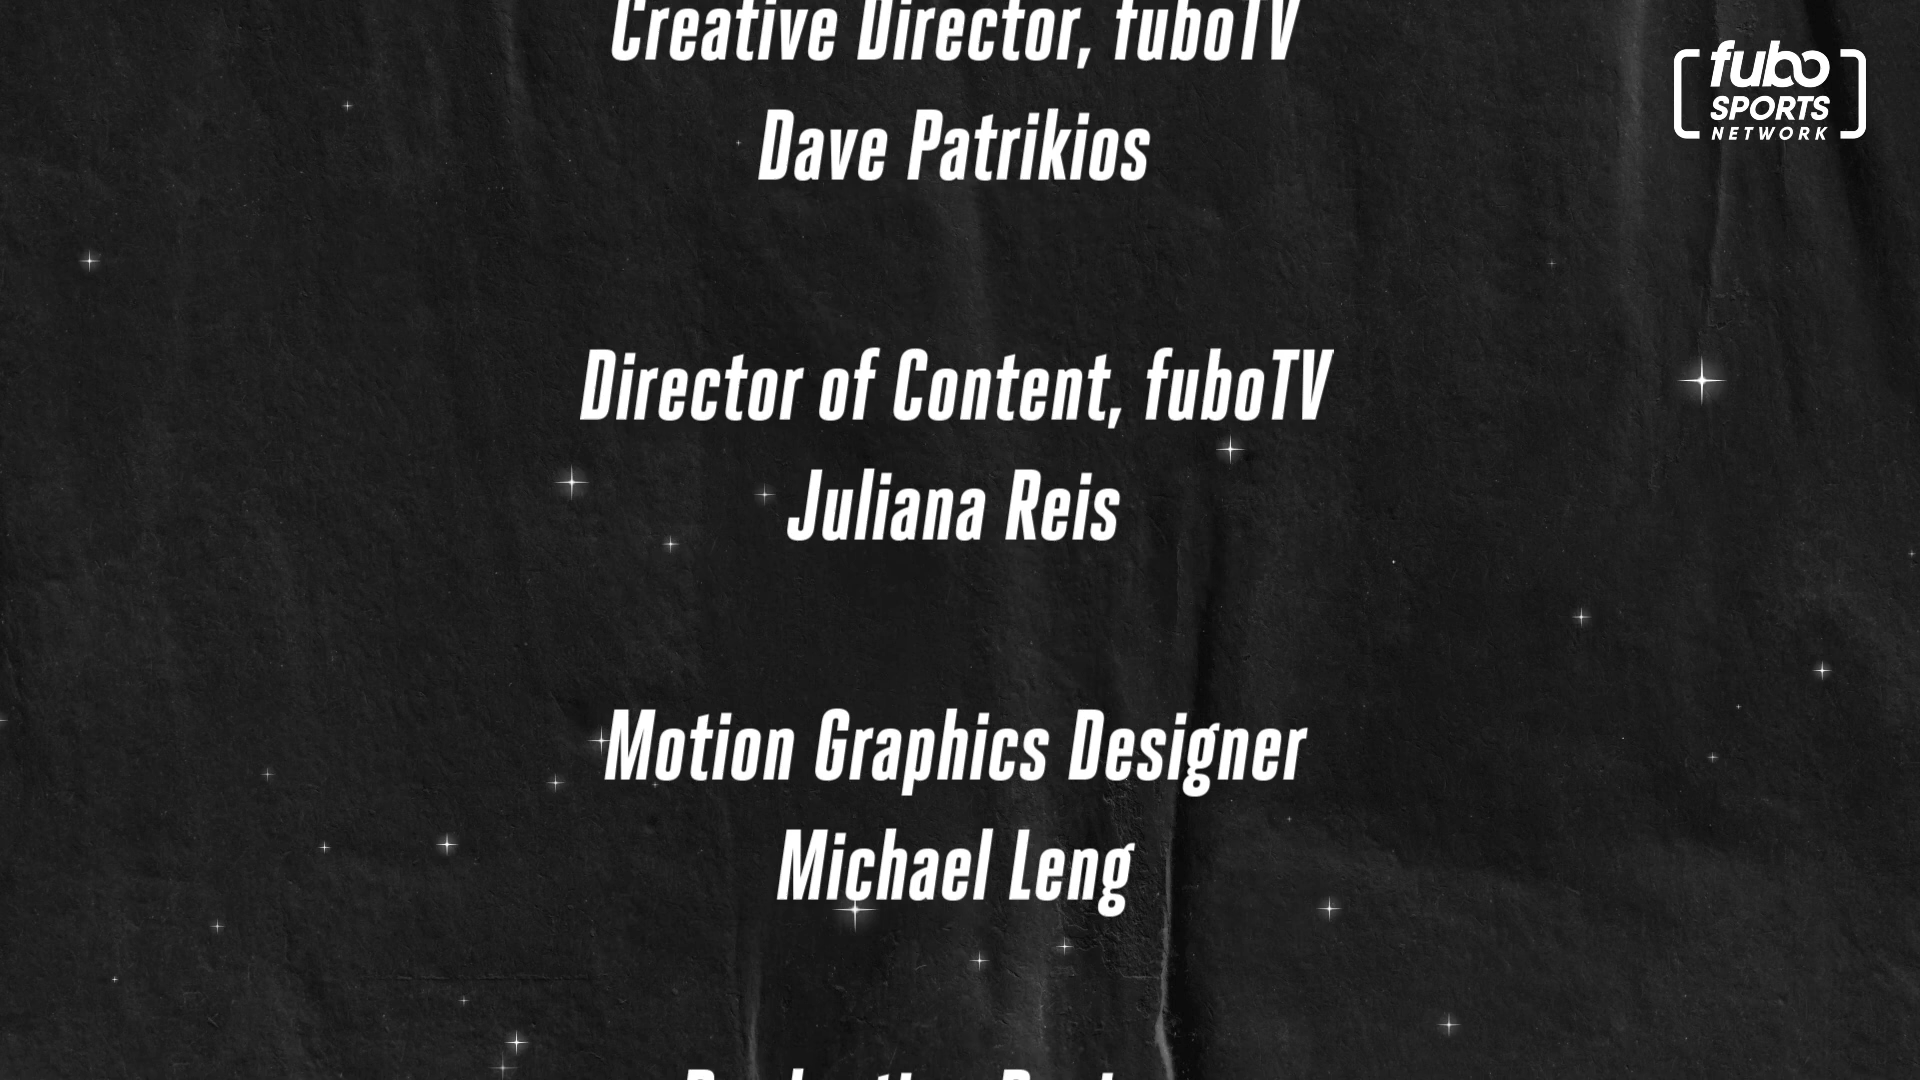 Creative Director, fuboTV
Dave Patrikios
Director of Content, fuboTV
Juliana Reis
Motion Graphics Designer
Michael Leng
fubo
SPORTS
NETWORK